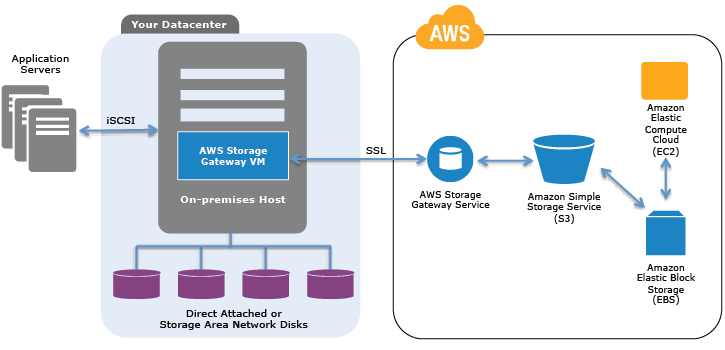 Your Datacenter
AWS
Application
Servers
iSCSI
AWS Storage
Gateway VM
On-premises Host
SSL
AWS Storage
Gateway Service
Amazon Simple
Storage Service
(S3)
Amazon
Elastic
Compute
Cloud
(EC2)
Amazon
Elastic Block
Storage
(EBS)
Direct Attached or
Storage Area Network Disks